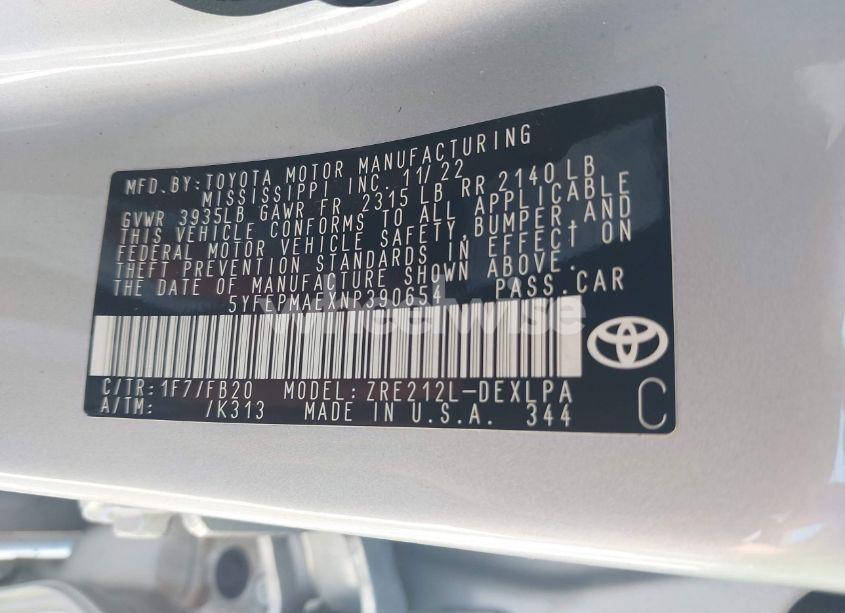 MFD.BY:TOYOTA MOTOR MANUFACTURING
MISSISSIPPI INC. 11/22
GVWR 3935LB GAWR FR 2315 LB RR 2140 LB
THIS VEHICLE CONFORMS TO ALL APPLICABLE
FEDERAL MOTOR VEHICLE SAFETY, BUMPER, AND
THEFT PREVENTION STANDARDS IN EFFECT ON
THE DATE OF MANUFACTURE SHOWN ABOVE.
5YFEPMAEXNP390654 PASS.CAR
wheelwise
C/TR: 1F7/FB20 MODEL: ZRE212L-DEXLPA
A/TM: /K313 MADE IN U.S.A. 344
C